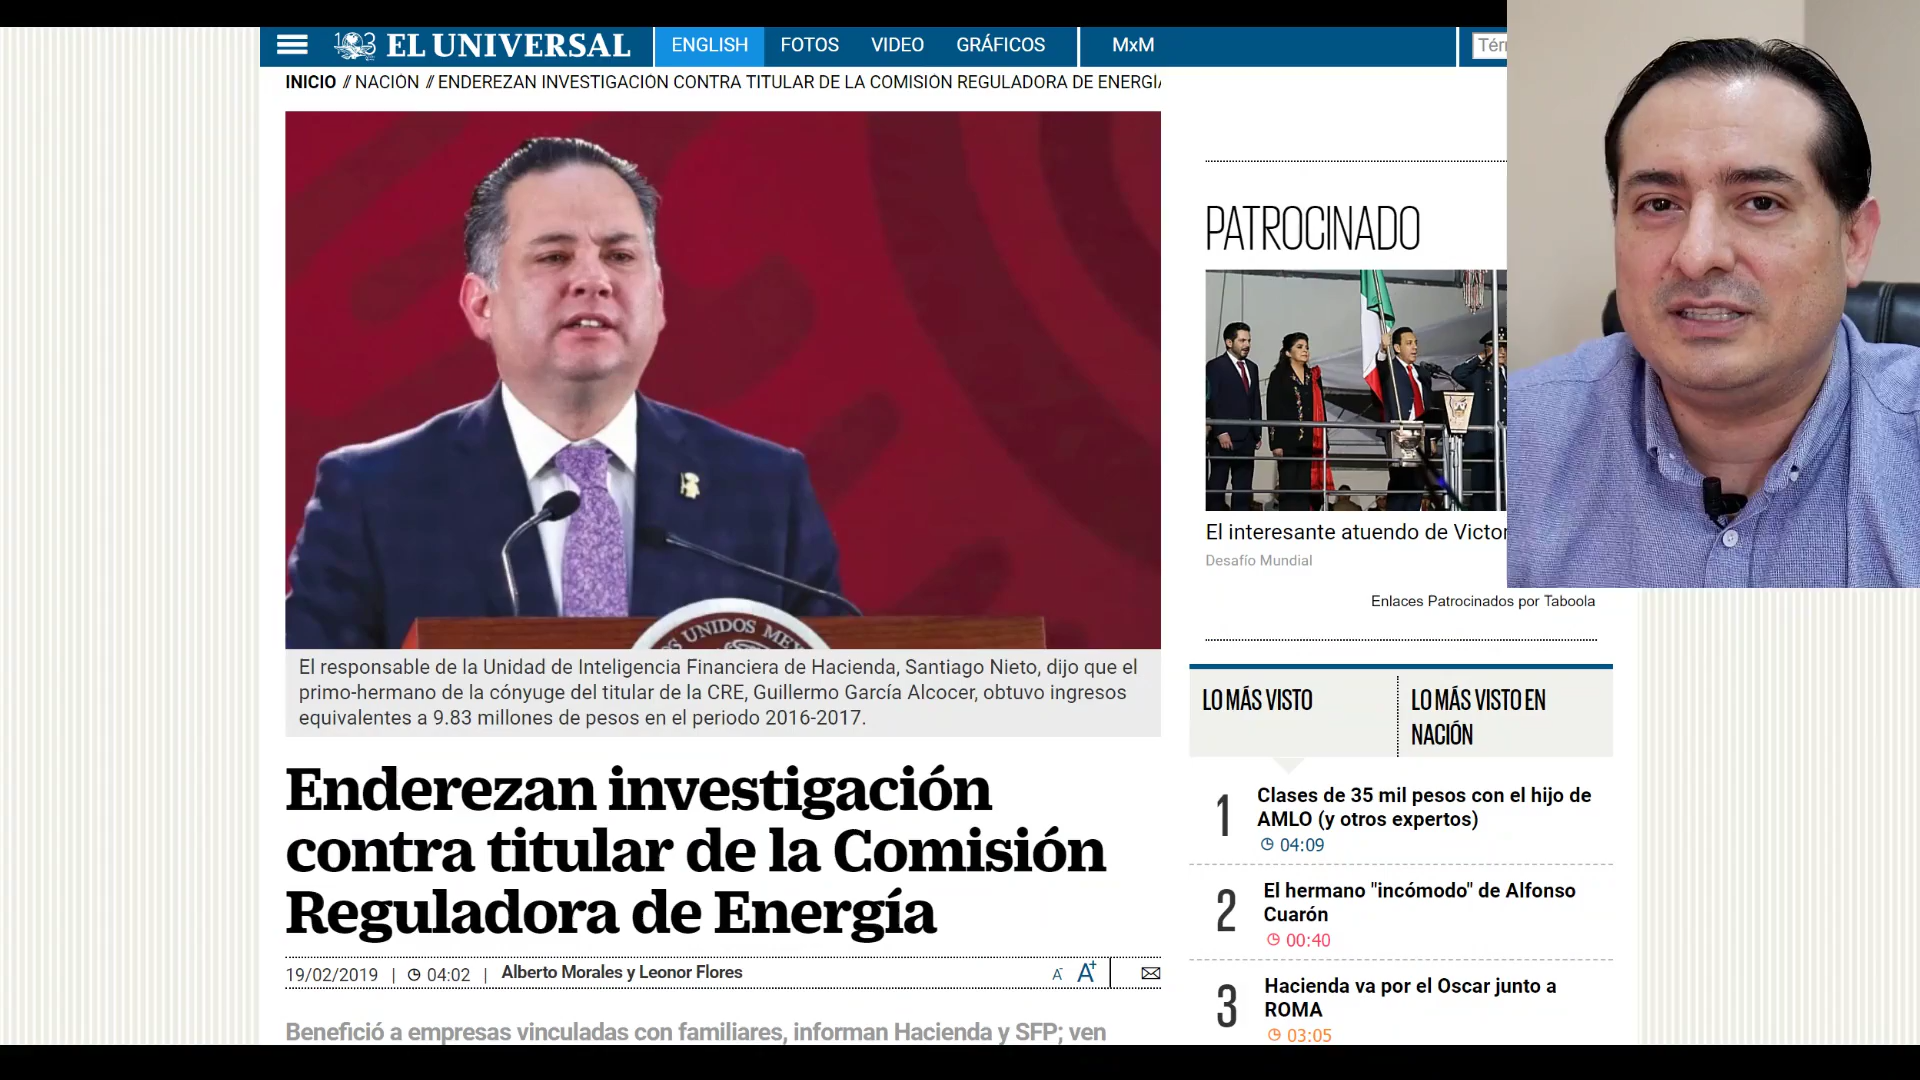 EL UNIVERSAL
ENGLISH
FOTOS
VIDEO
GRÁFICOS
MxM
INICIO // NACIÓN // ENDEREZAN INVESTIGACIÓN CONTRA TITULAR DE LA COMISIÓN REGULADORA DE ENERGÍA
UNIDOS
El responsable de la Unidad de Inteligencia Financiera de Hacienda, Santiago Nieto, dijo que el
primo-hermano de la cónyuge del titular de la CRE, Guillermo García Alcocer, obtuvo ingresos
equivalentes a 9.83 millones de pesos en el periodo 2016-2017.
Enderezan investigación
contra titular de la Comisión
Reguladora de Energía
19/02/2019 | 04:02 | Alberto Morales y Leonor Flores
A- A+
Benefició a empresas vinculadas con familiares, informan Hacienda y SFP; ven
PATROCINADO
El interesante atuendo de Victor
Desafío Mundial
Enlaces Patrocinados por Taboola
LO MÁS VISTO
LO MÁS VISTO EN
NACIÓN
1
Clases de 35 mil pesos con el hijo de
AMLO (y otros expertos)
04:09
2
El hermano "incómodo" de Alfonso
Cuarón
00:40
3
Hacienda va por el Oscar junto a
ROMA
03:05